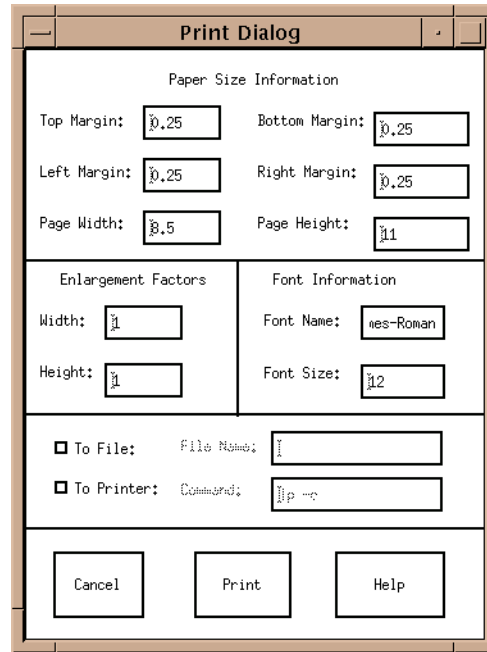 Print Dialog
Paper Size Information
Top Margin: 0.25 Bottom Margin: 0.25
Left Margin: 0.25 Right Margin: 0.25
Page Width: 8.5 Page Height: 11
Enlargement Factors
Width: 1
Height: 1
Font Information
Font Name: mes-Roman
Font Size: 12
To File: File Name:
To Printer: Command: lp -c
Cancel Print Help